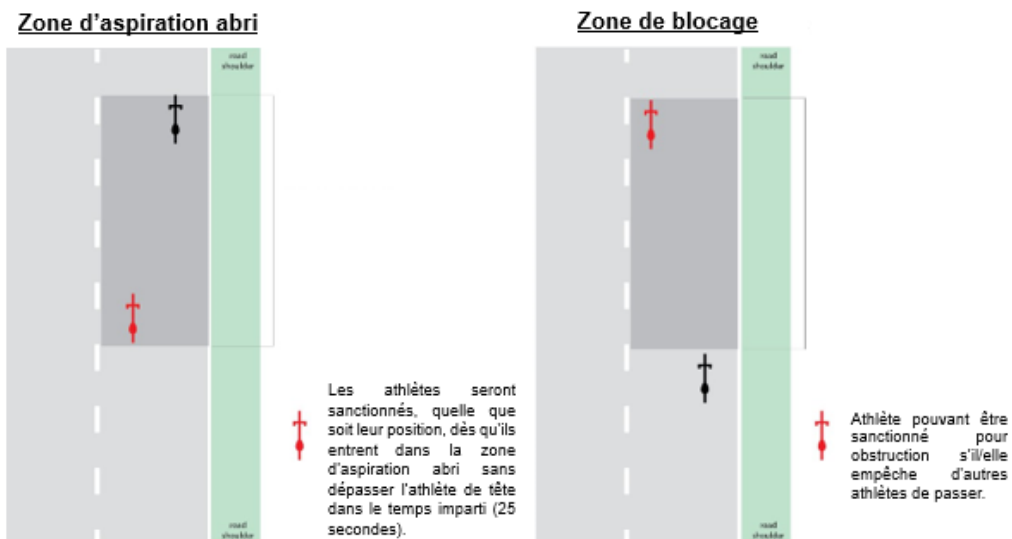 Zone d'aspiration abri
Zone de blocage
road
shoulder
road
shoulder
Les athlètes seront
sanctionnés, quelle que
soit leur position, dès qu'ils
entrent dans la zone
d'aspiration abri sans
dépasser l'athlète de tête
dans le temps imparti (25
secondes).
Athlète pouvant être
sanctionné pour
obstruction s'il/elle
empêche d'autres
athlètes de passer.
road
shoulder
road
shoulder